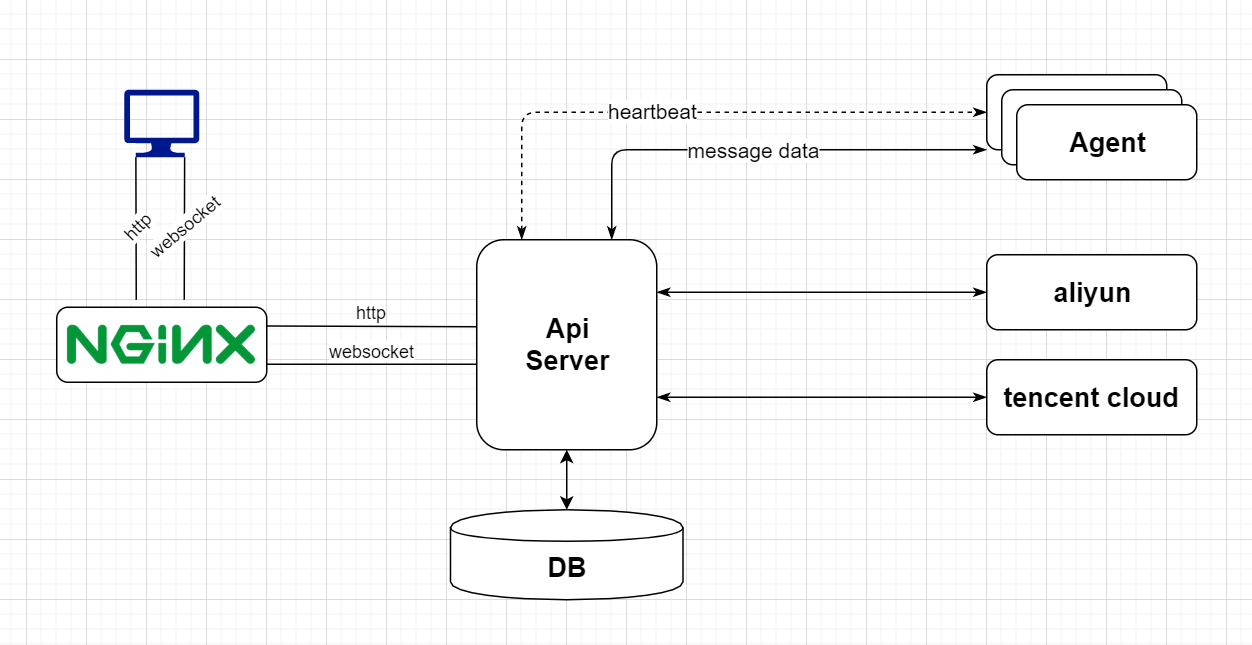 heartbeat
message data
Agent
http
websocket
NGINX
http
websocket
Api
Server
aliyun
tencent cloud
DB